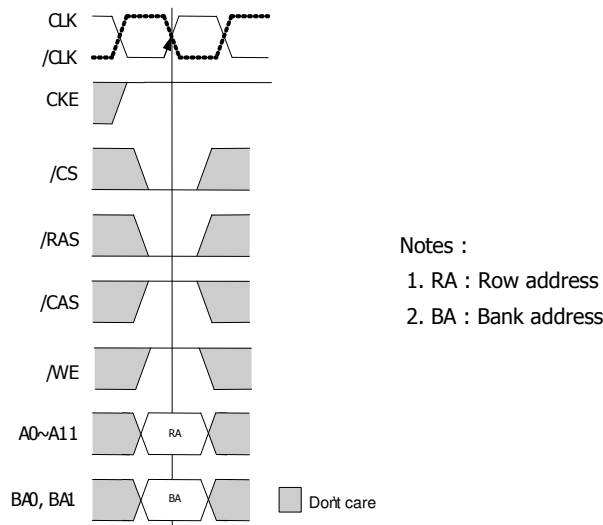 CLK
/CLK
CKE
/CS
/RAS
/CAS
/WE
A0~A11
RA
BA0, BA1
BA
Don't care
Notes :
1. RA : Row address
2. BA : Bank address